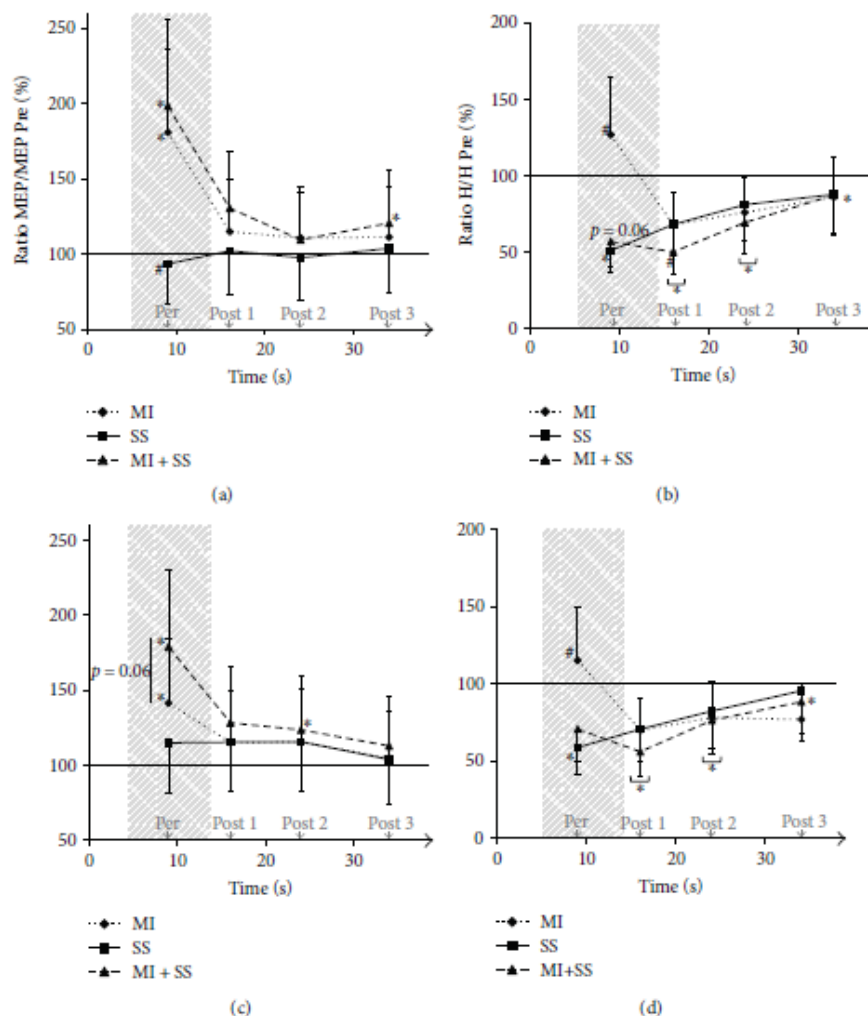 250
200
150
100
50
Ratio MEP/MEP Pre (%)
*
*
#
*
Per
Post 1
Post 2
Post 3
0
10
20
30
Time (s)
MI
SS
MI + SS
(a)
200
150
100
50
0
Ratio H/H Pre (%)
#
p = 0.06
*
#
*
*
*
Per
Post 1
Post 2
Post 3
0
10
20
30
Time (s)
MI
SS
MI + SS
(b)
250
200
150
100
50
p = 0.06
*
*
*
Per
Post 1
Post 2
Post 3
0
10
20
30
Time (s)
MI
SS
MI + SS
(c)
200
150
100
50
0
#
*
*
*
*
Per
Post 1
Post 2
Post 3
0
10
20
30
Time (s)
MI
SS
MI+SS
(d)